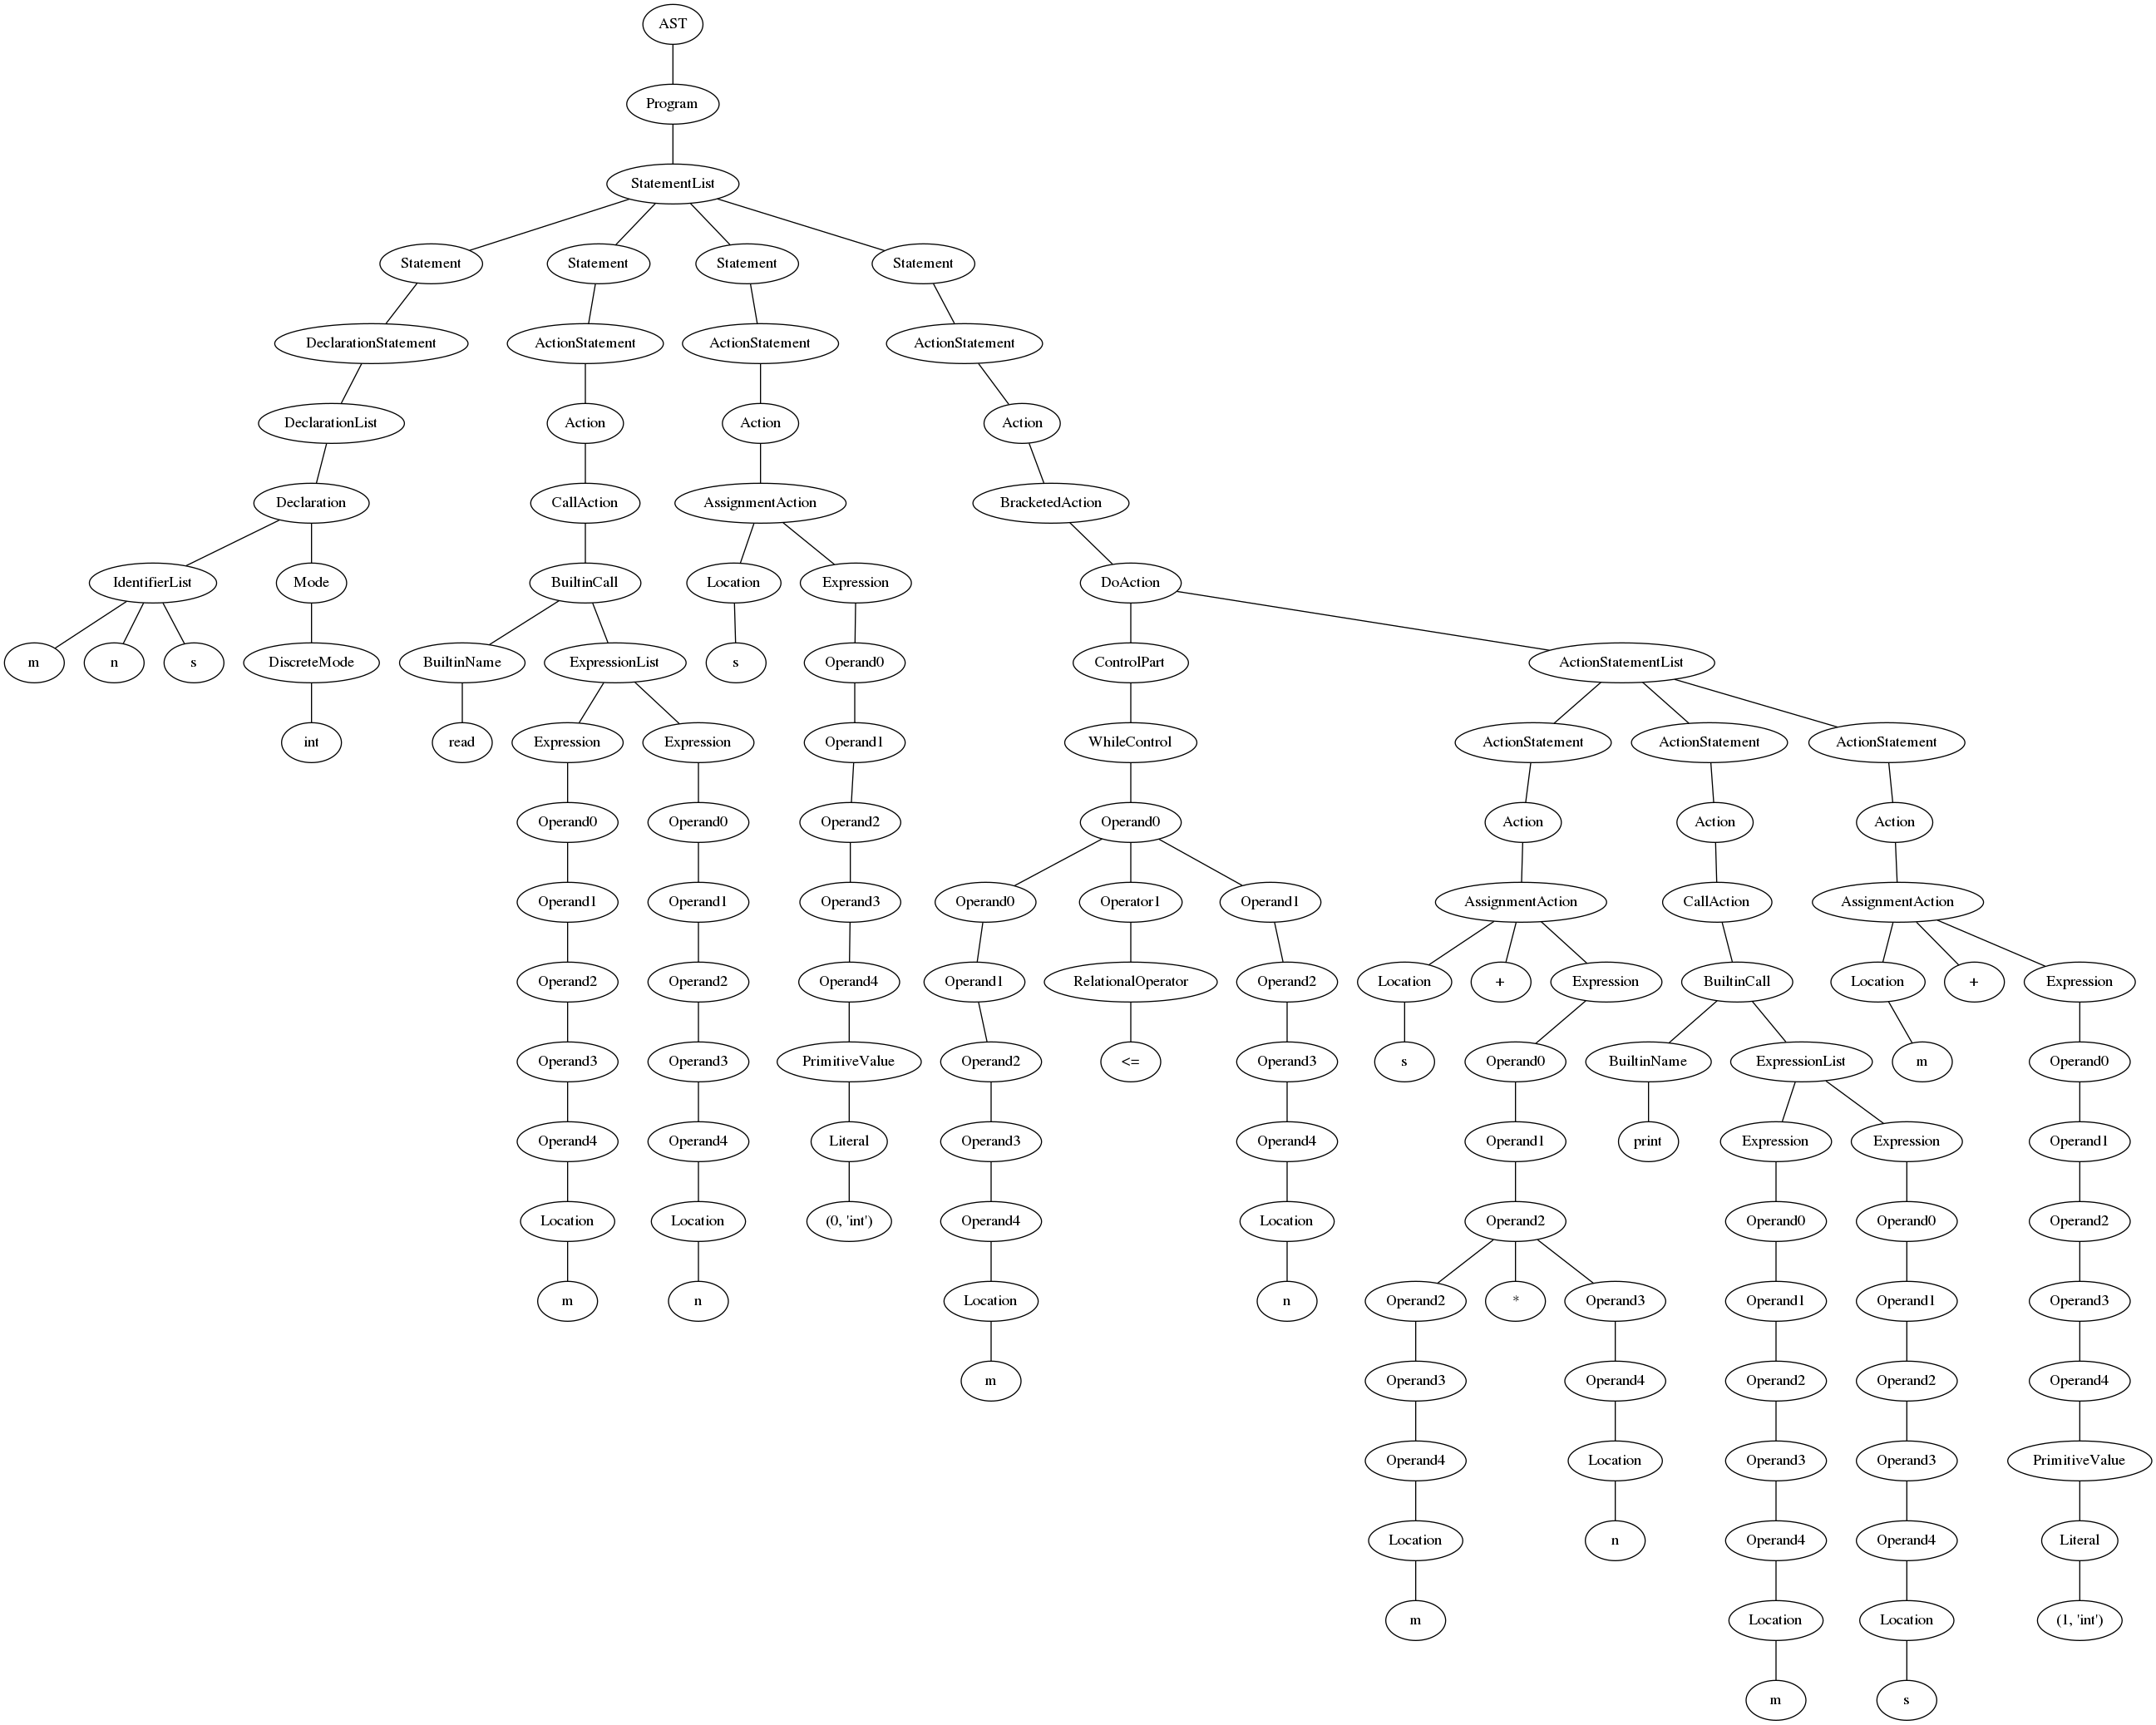 AST
Program
StatementList
Statement Statement Statement Statement
DeclarationStatement ActionStatement ActionStatement ActionStatement
DeclarationList Action Action Action
Declaration CallAction AssignmentAction BracketedAction
IdentifierList Mode BuiltinCall Location Expression DoAction
m n s DiscreteMode BuiltinName ExpressionList s Operand0 ControlPart ActionStatementList
int read Expression Expression Operand1 WhileControl ActionStatement ActionStatement ActionStatement
Operand0 Operand0 Operand2 Operand0 Action Action Action
Operand1 Operand1 Operand3 Operand0 Operator1 Operand1 AssignmentAction CallAction AssignmentAction
Operand2 Operand2 Operand4 Operand1 RelationalOperator Operand2 Location + Expression BuiltinCall Location + Expression
Operand3 Operand3 PrimitiveValue Operand2 <= Operand3 s Operand0 BuiltinName ExpressionList m Operand0
Operand4 Operand4 Literal Operand3 Operand4 Operand1 print Expression Expression Operand1
Location Location (0, 'int') Operand4 Location Operand2 Operand0 Operand0 Operand2
m n Location n Operand2 * Operand3 Operand1 Operand1 Operand3
m Operand3 Operand4 Operand2 Operand2 Operand4
Operand4 Location Operand3 Operand3 PrimitiveValue
Location n Operand4 Operand4 Literal
m Location Location (1, 'int')
m s